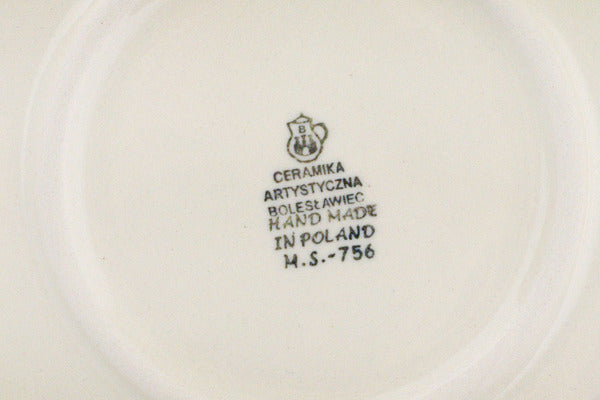 B
CERAMIKA
ARTYSTYCZNA
BOLESŁAWIEC
HAND MADE
IN POLAND
M.S.-756